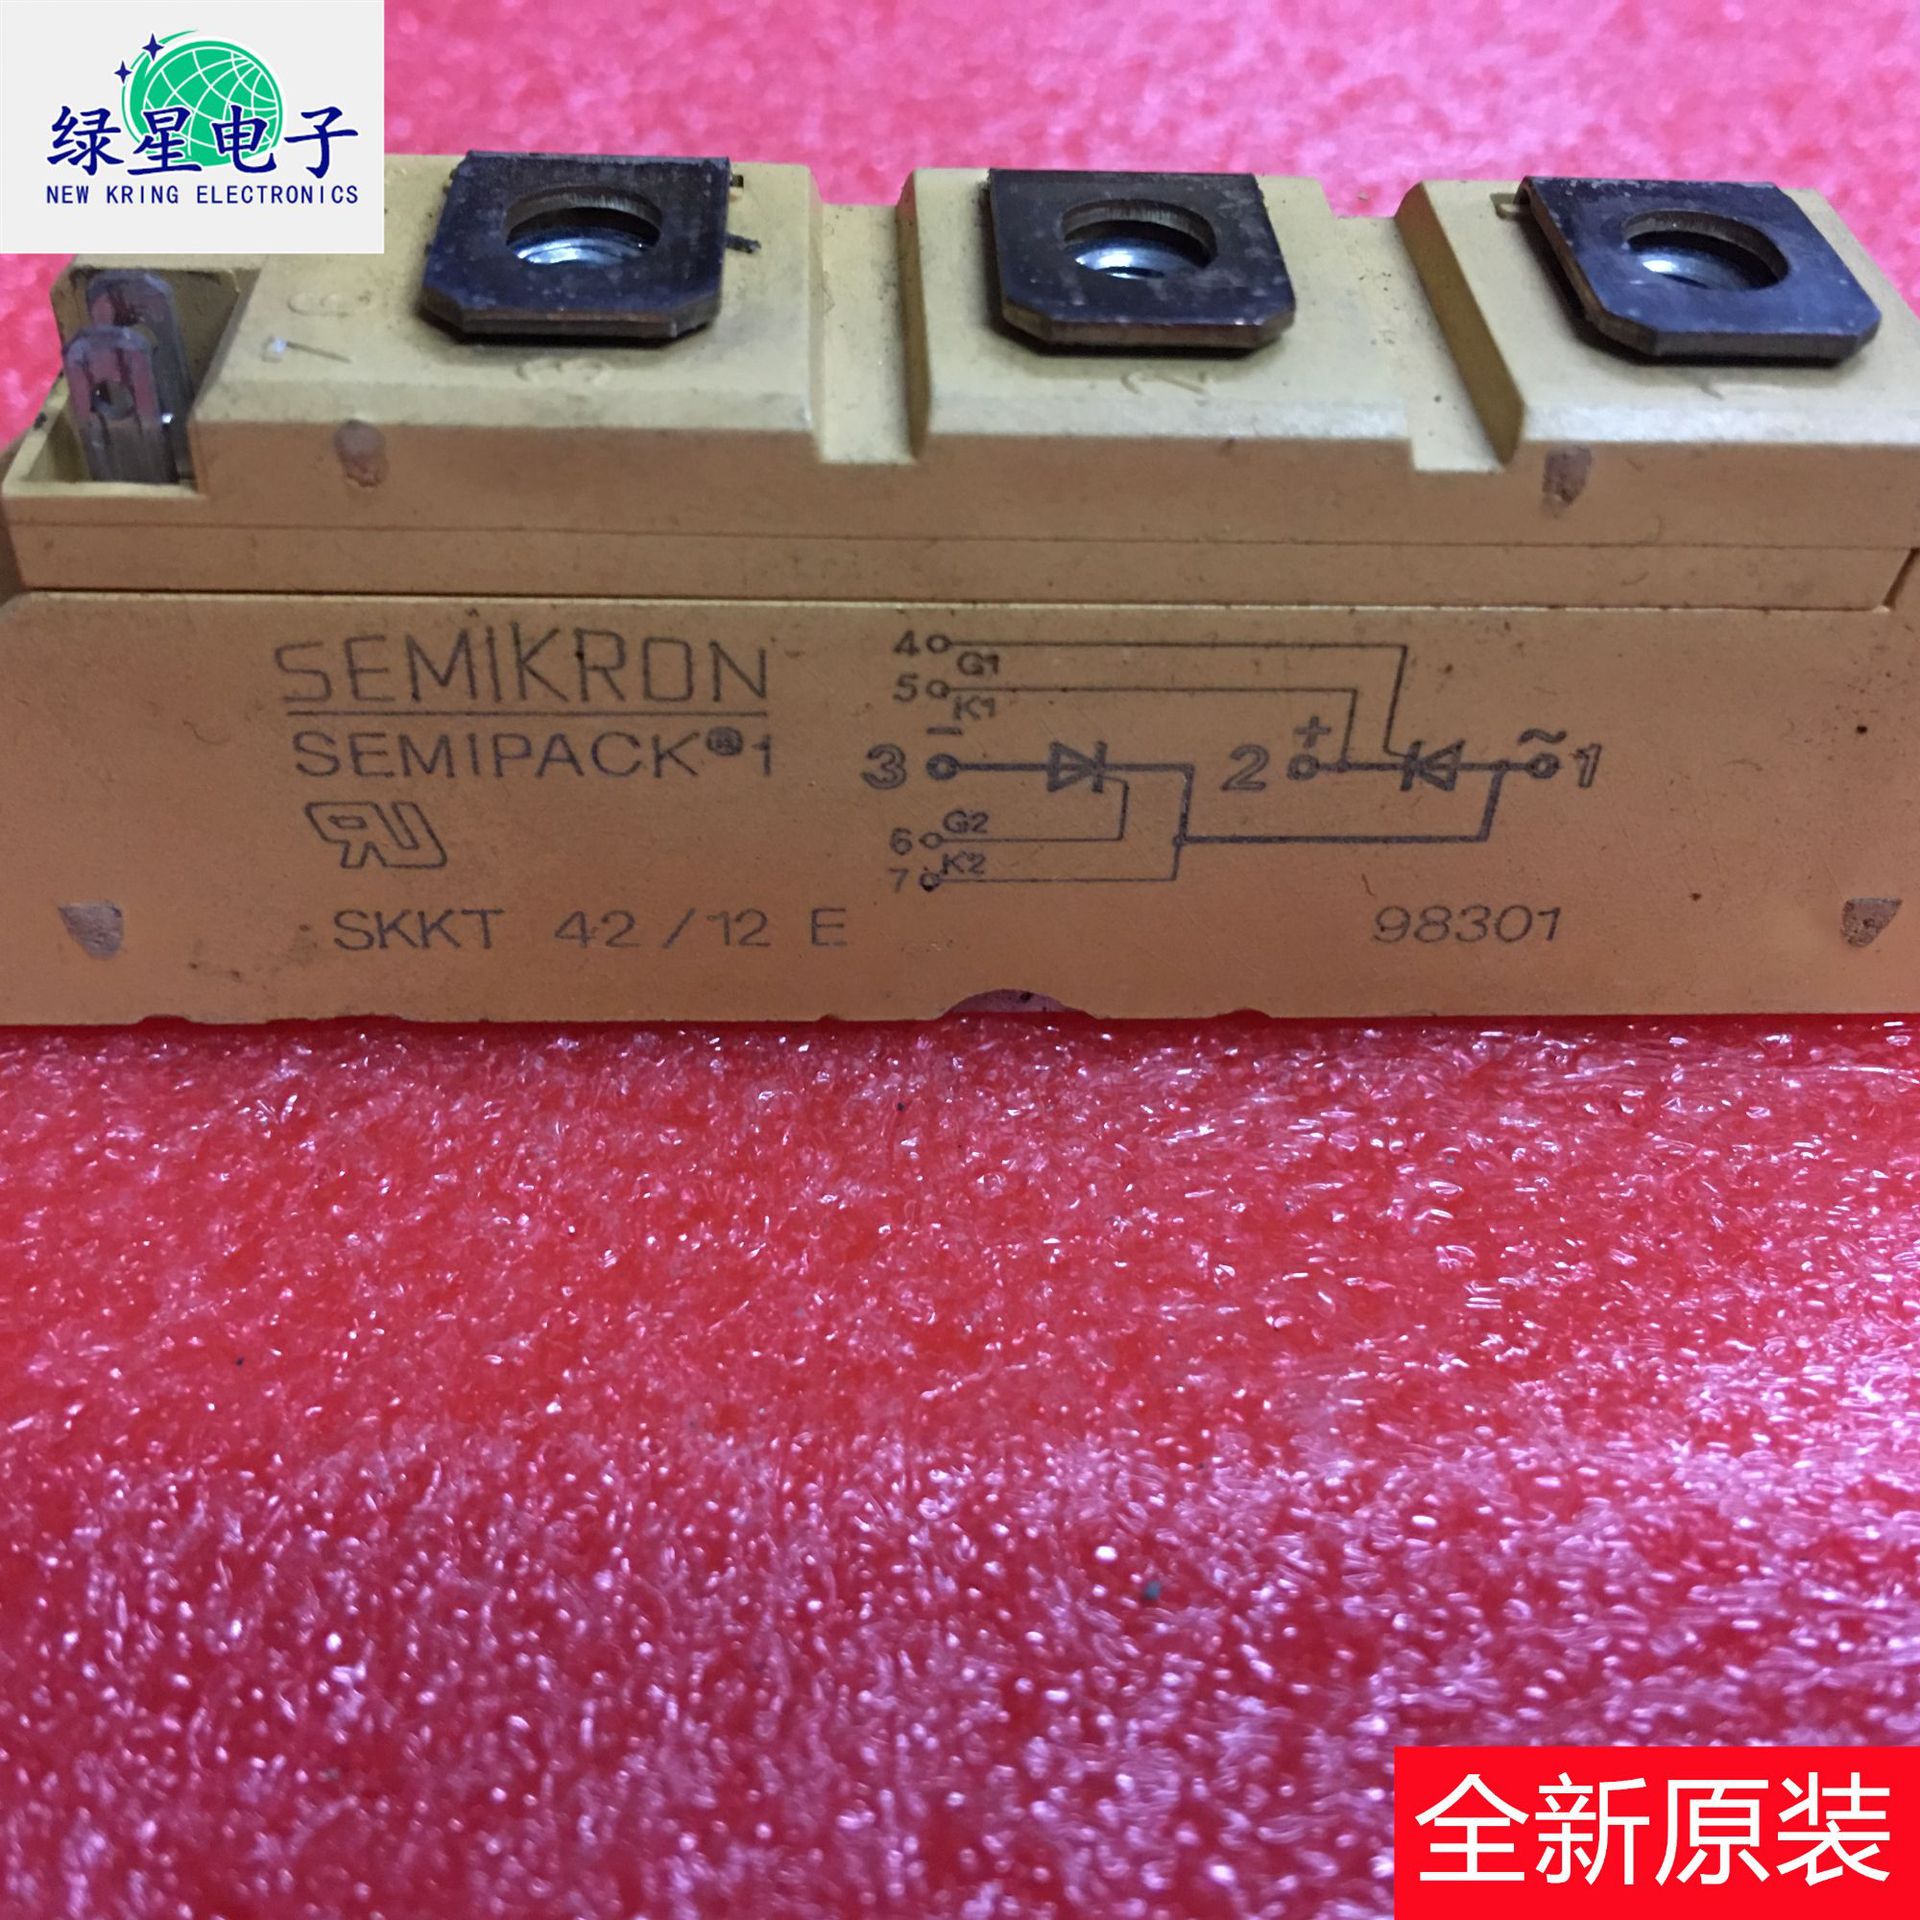 绿星电子
NEW KRING ELECTRONICS
SEMIKRON
SEMIPACK®1
SKKT 42/12 E
4
G1
5
K1
- + ~
3 2 1
6 G2
7 K2
98301
全新原装